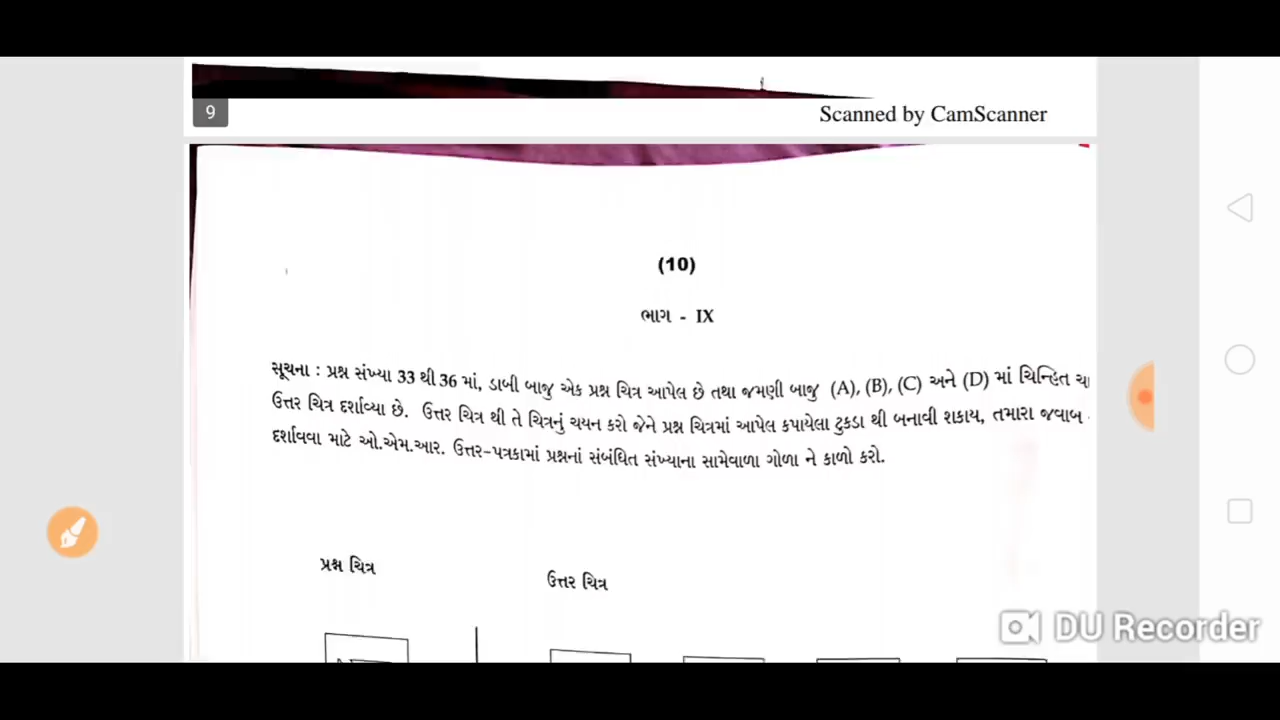 9
Scanned by CamScanner
(10)
ભાગ - IX
સૂચના : પ્રશ્ન સંખ્યા 33 થી 36 માં, ડાબી બાજુ એક પ્રશ્ન ચિત્ર આપેલ છે તથા જમણી બાજુ (A), (B), (C) અને (D) માં ચિન્હિત
ઉત્તર ચિત્ર દર્શાવ્યા છે. ઉત્તર ચિત્ર થી તે ચિત્રનું ચયન કરો જેને પ્રશ્ન ચિત્રમાં આપેલ કપાયેલા ટુકડા થી બનાવી શકાય, તમારા જવાબ
દર્શાવવા માટે ઓ.એમ.આર. ઉત્તર-પત્રકામાં પ્રશ્નનાં સંબંધિત સંખ્યાના સામેવાળા ગોળા ને કાળો કરો.
પ્રશ્ન ચિત્ર
ઉત્તર ચિત્ર
DU Recorder